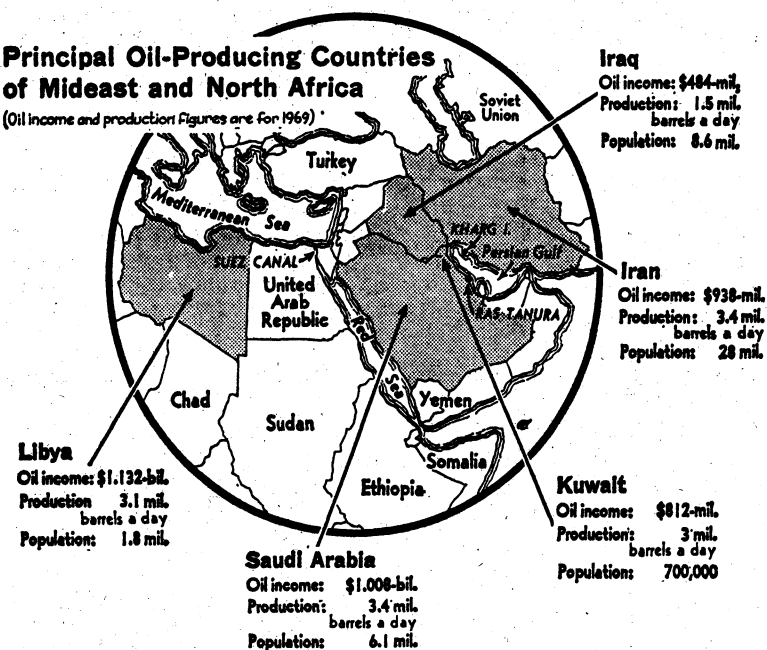 Principal Oil-Producing Countries
of Mideast and North Africa
(Oil income and production figures are for 1969)
Iraq
Oil income: $484-mil.
Production: 1.5 mil.
barrels a day
Population: 8.6 mil.
Soviet
Union
Turkey
Mediterranean Sea
KHARG I.
Persian Gulf
SUEZ CANAL
United
Arab
Republic
Red
Sea
RAS-TANURA
Iran
Oil income: $938-mil.
Production: 3.4 mil.
barrels a day
Population: 28 mil.
Chad
Sudan
Yemen
Somalia
Ethiopia
Libya
Oil income: $1.132-bil.
Production 3.1 mil.
barrels a day
Population: 1.8 mil.
Kuwait
Oil income: $812-mil.
Production: 3 mil.
barrels a day
Population: 700,000
Saudi Arabia
Oil income: $1.008-bil.
Production: 3.4 mil.
barrels a day
Population: 6.1 mil.